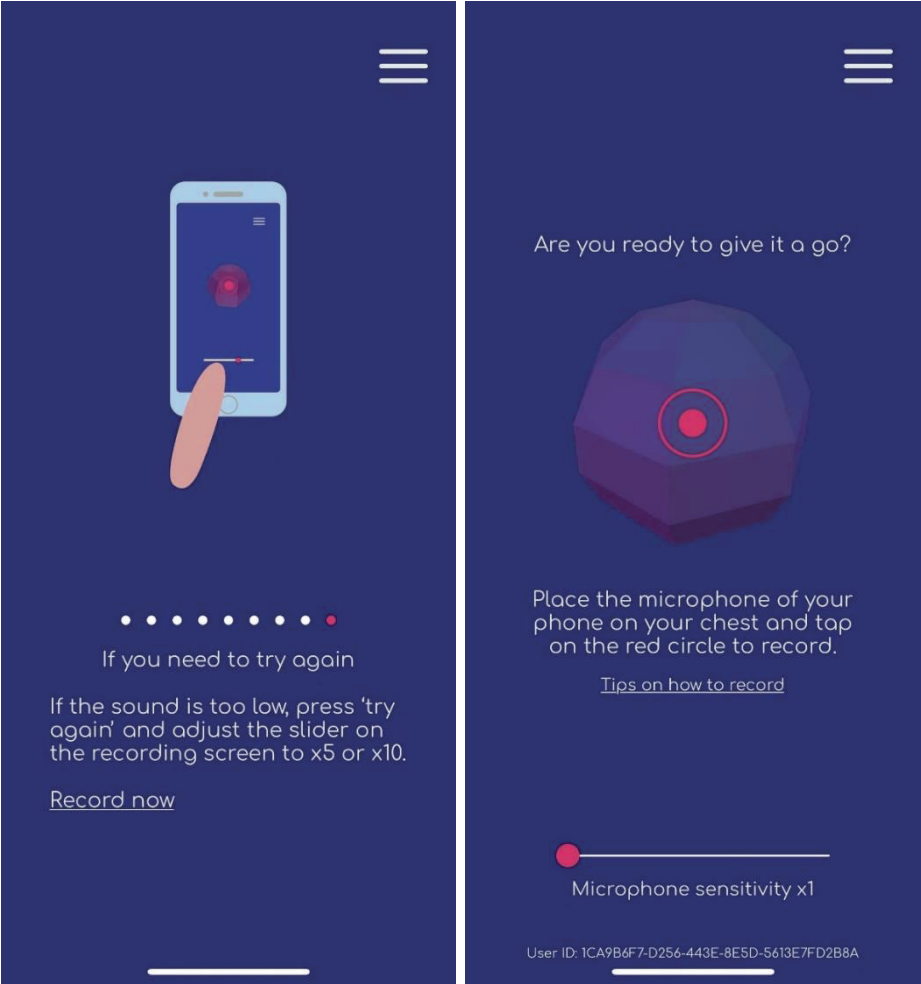 If you need to try again
If the sound is too low, press ‘try
again’ and adjust the slider on
the recording screen to x5 or x10.
Record now
Are you ready to give it a go?
Place the microphone of your
phone on your chest and tap
on the red circle to record.
Tips on how to record
Microphone sensitivity x1
User ID: 1CA9B6F7-D256-443E-8E5D-5613E7FD2B8A